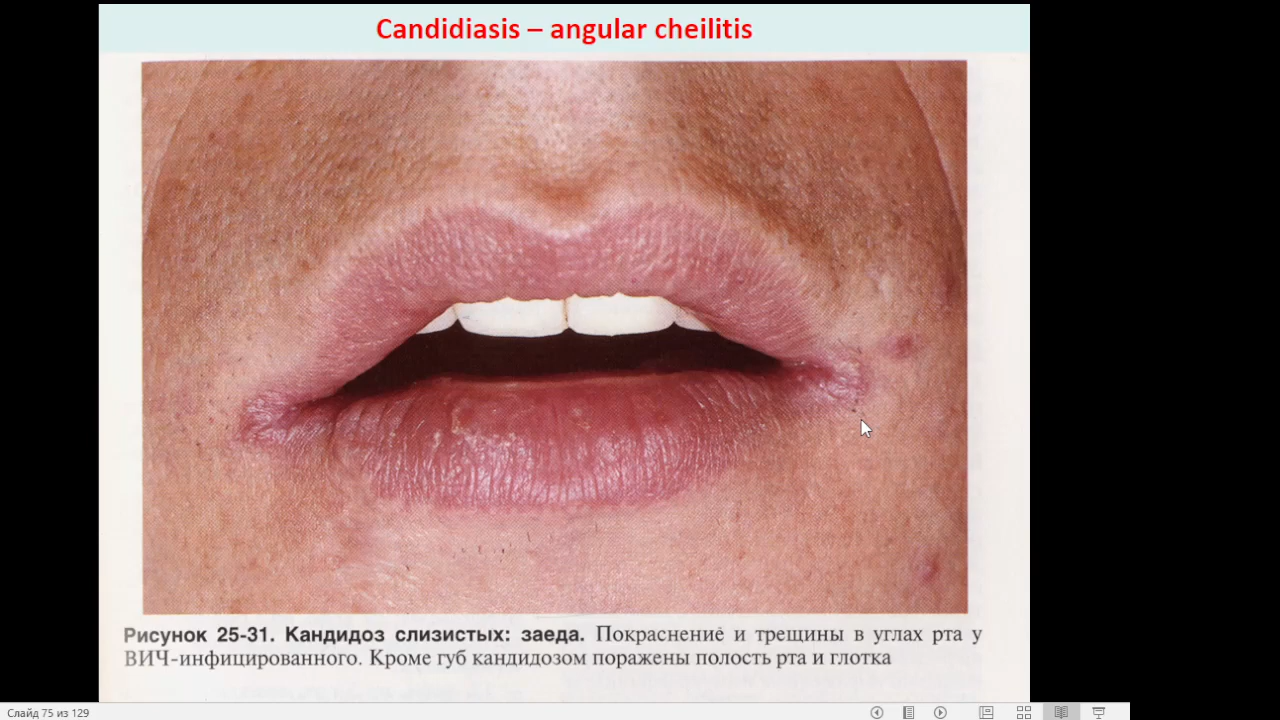 Candidiasis – angular cheilitis
Рисунок 25-31. Кандидоз слизистых: заеда. Покраснение и трещины в углах рта у
ВИЧ-инфицированного. Кроме губ кандидозом поражены полость рта и глотка
Слайд 75 из 129